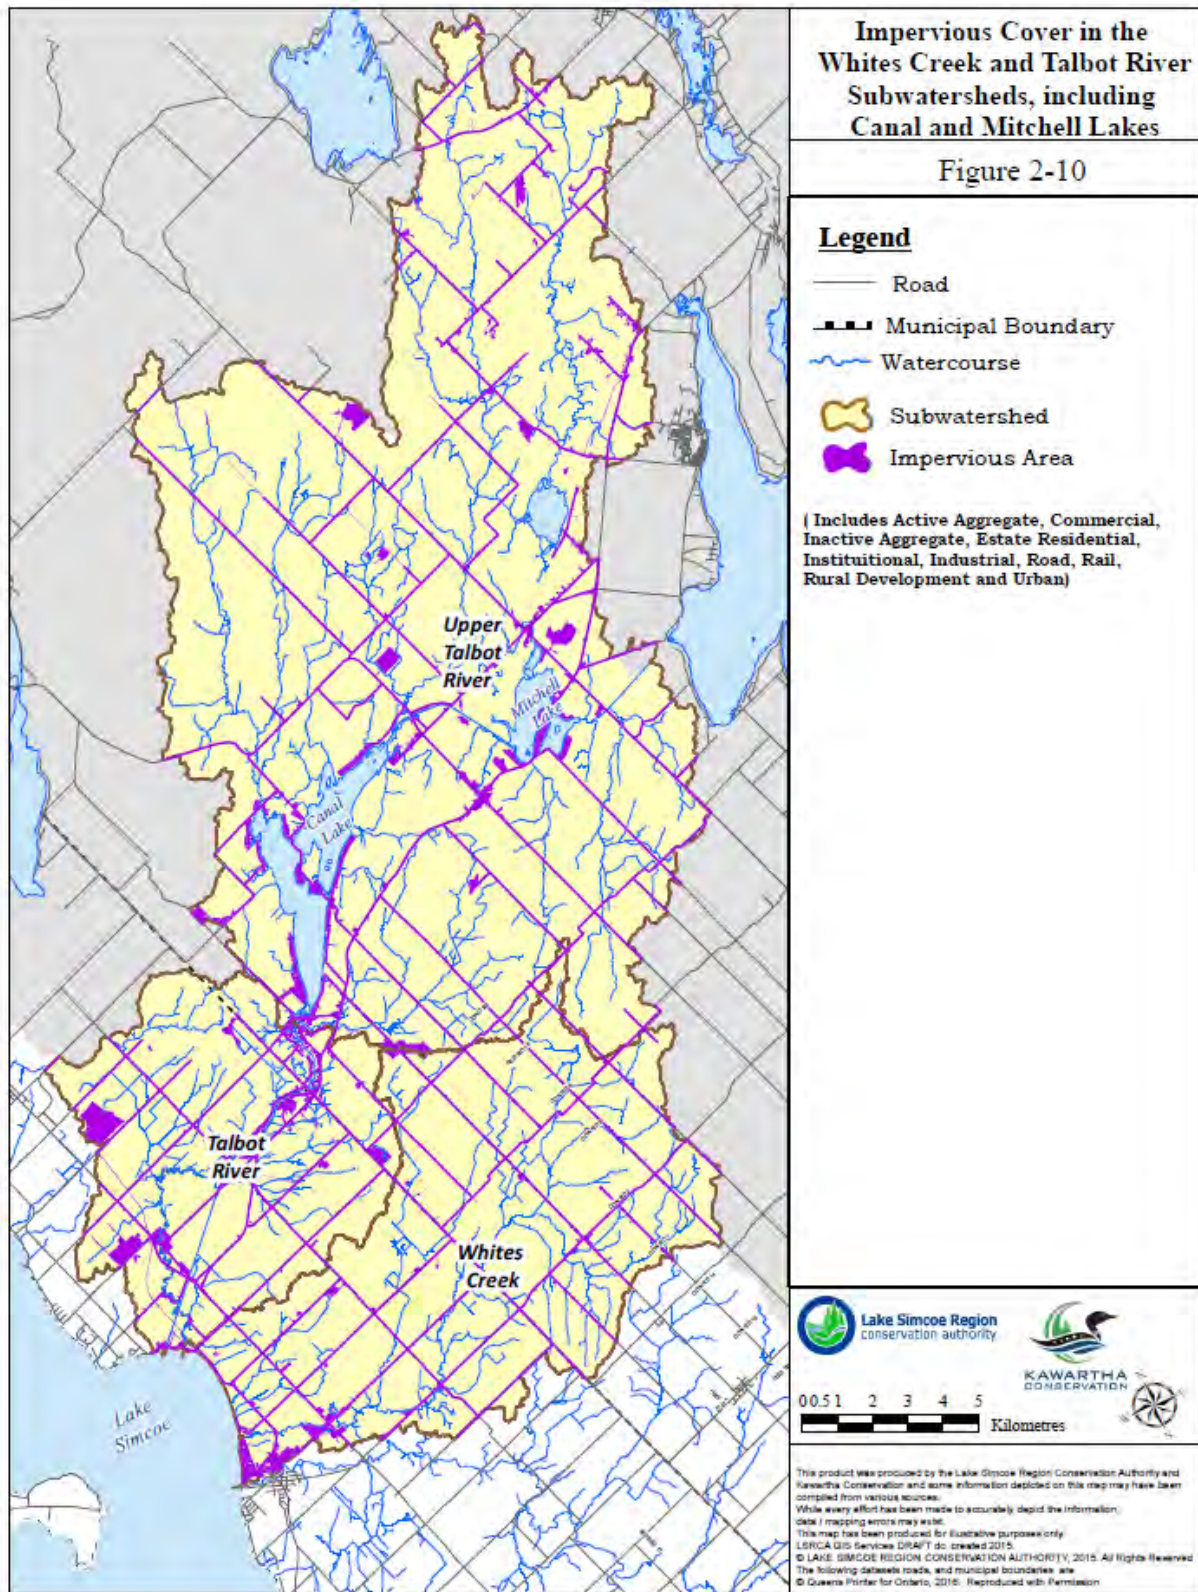 Impervious Cover in the
Whites Creek and Talbot River
Subwatersheds, including
Canal and Mitchell Lakes
Figure 2-10
Legend
Road
Municipal Boundary
Watercourse
Subwatershed
Impervious Area
( Includes Active Aggregate, Commercial,
Inactive Aggregate, Estate Residential,
Instituitional, Industrial, Road, Rail,
Rural Development and Urban)
Upper
Talbot
River
Mitchell
Lake
Canal
Lake
Talbot
River
Whites
Creek
Lake
Simcoe
Lake Simcoe Region
conservation authority
KAWARTHA
CONSERVATION
0 0.5 1 2 3 4 5
Kilometres
This product was produced by the Lake Simcoe Region Conservation Authority and
Kawartha Conservation and some information depicted on this map may have been
compiled from various sources.
While every effort has been made to accurately depict the information,
data / mapping errors may exist.
This map has been produced for illustrative purposes only.
LSRCA GIS Services DRAFT dc. created 2015.
© LAKE SIMCOE REGION CONSERVATION AUTHORITY, 2015. All Rights Reserved
The following datasets roads, and municipal boundaries are
© Queens Printer for Ontario, 2016. Reproduced with Permission